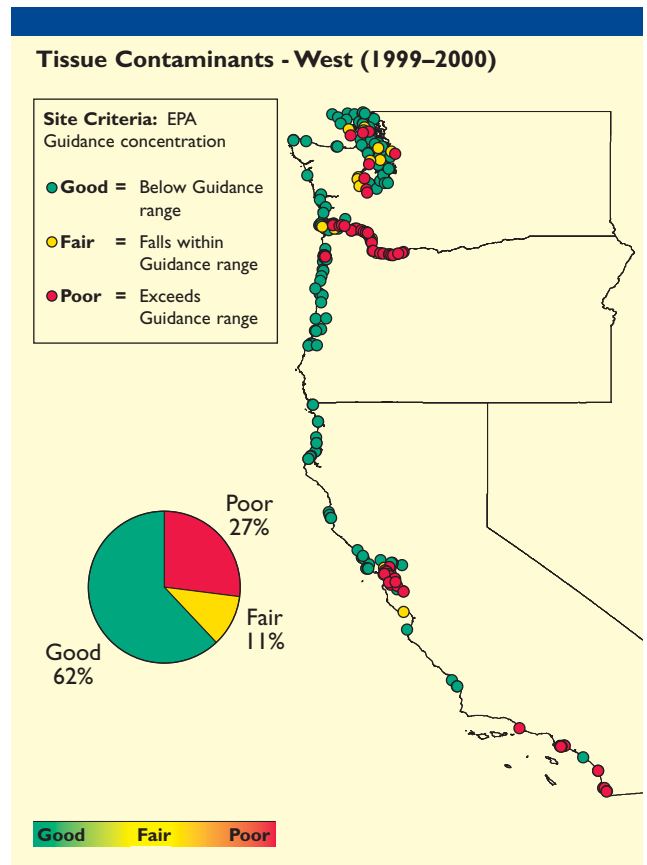 Tissue Contaminants - West (1999–2000)
Site Criteria: EPA
Guidance concentration
Good = Below Guidance
range
Fair = Falls within
Guidance range
Poor = Exceeds
Guidance range
Poor
27%
Fair
11%
Good
62%
Good Fair Poor